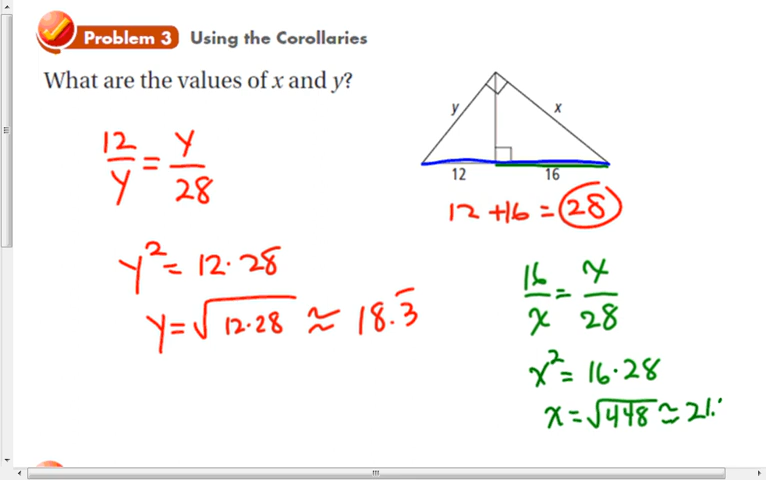 Problem 3 Using the Corollaries
What are the values of x and y?
y
x
12
16
12 + 16 = 28
12/y = y/28
y² = 12·28
y = √12·28 ≈ 18.3
16/x = x/28
x² = 16·28
x = √448 ≈ 21.